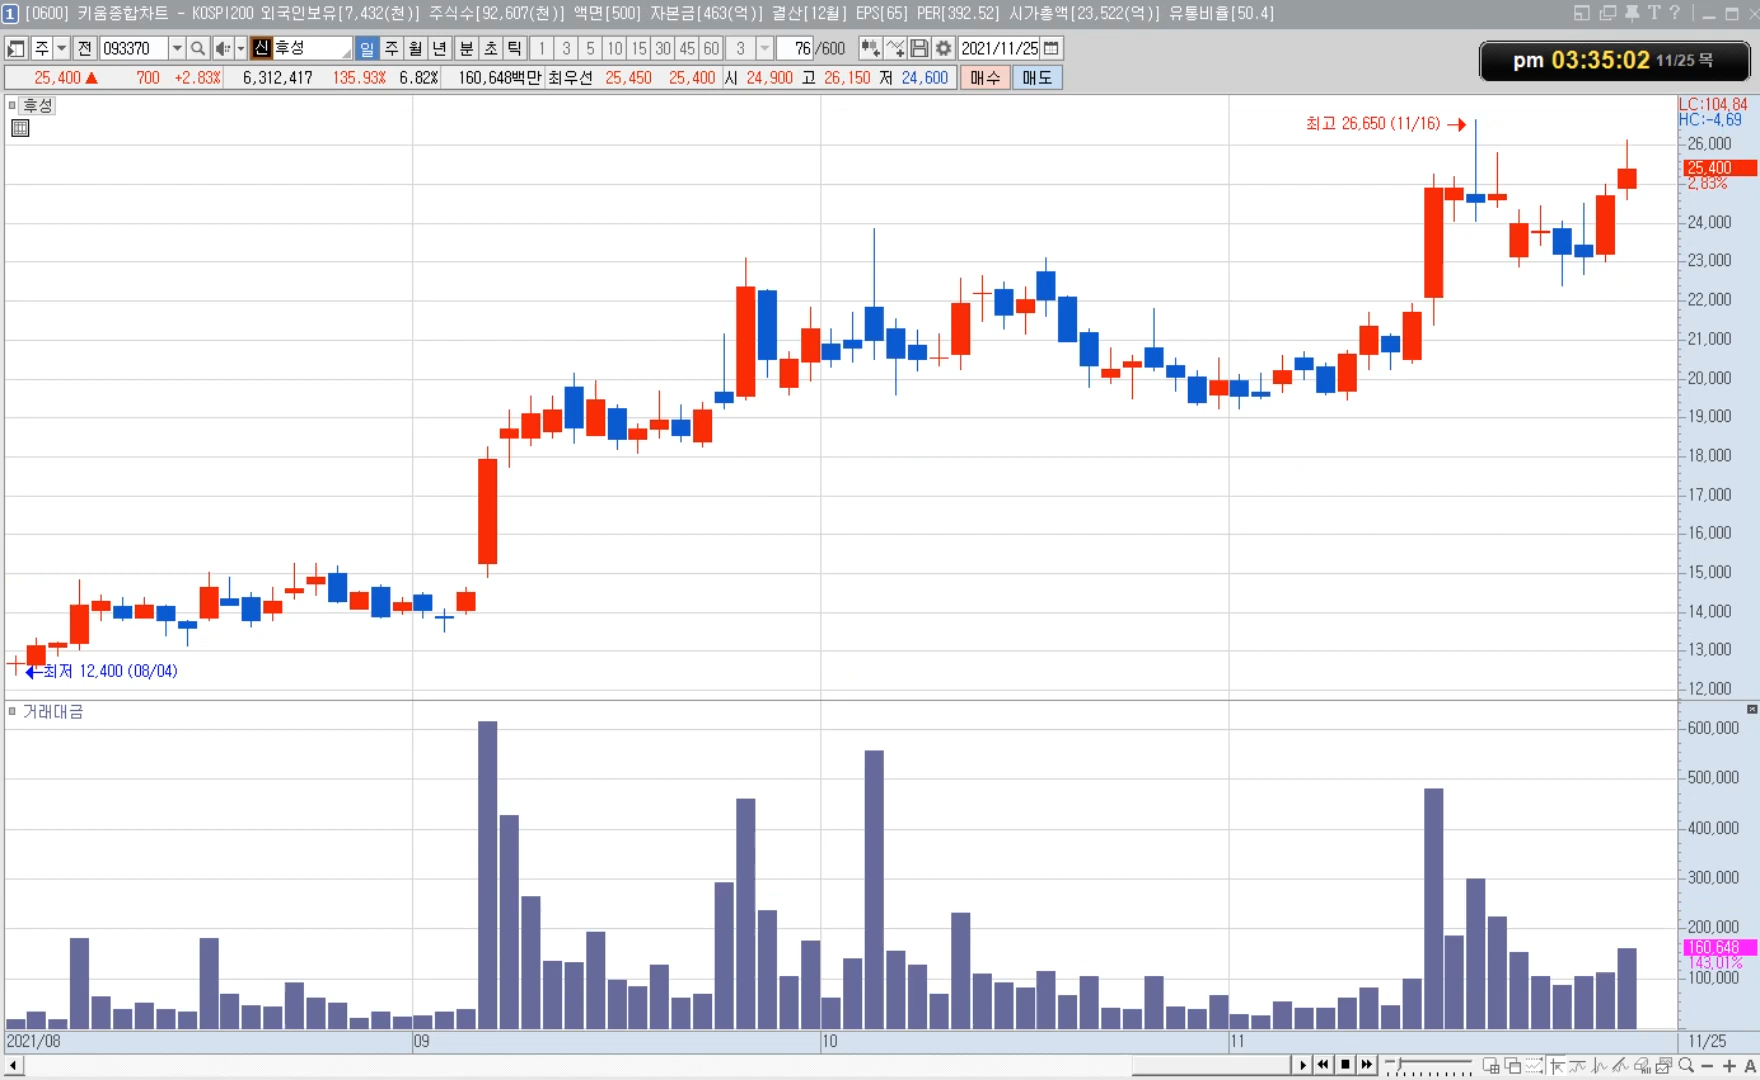 1 [0600] 키움종합차트 - KOSPI200 외국인보유[7,432(천)] 주식수[92,607(천)] 액면[500] 자본금[463(억)] 결산[12월] EPS[65] PER[392.52] 시가총액[23,522(억)] 유통비율[50.4] T ?
주 전 093370 신 후성 일 주 월 년 분 초 틱 1 3 5 10 15 30 45 60 3 76 /600 2021/11/25
pm 03:35:02 11/25 목
25,400 ▲ 700 +2.83% 6,312,417 135.93% 6.82% 160,648백만 최우선 25,450 25,400 시 24,900 고 26,150 저 24,600 매수 매도
후성
LC:104.84
HC:-4.69
최고 26,650 (11/16) →
26,000
25,400
2.83%
24,000
23,000
22,000
21,000
20,000
19,000
18,000
17,000
16,000
15,000
14,000
13,000
←최저 12,400 (08/04)
12,000
거래대금
600,000
500,000
400,000
300,000
200,000
160,648
143.01%
100,000
2021/08 09 10 11 11/25
A